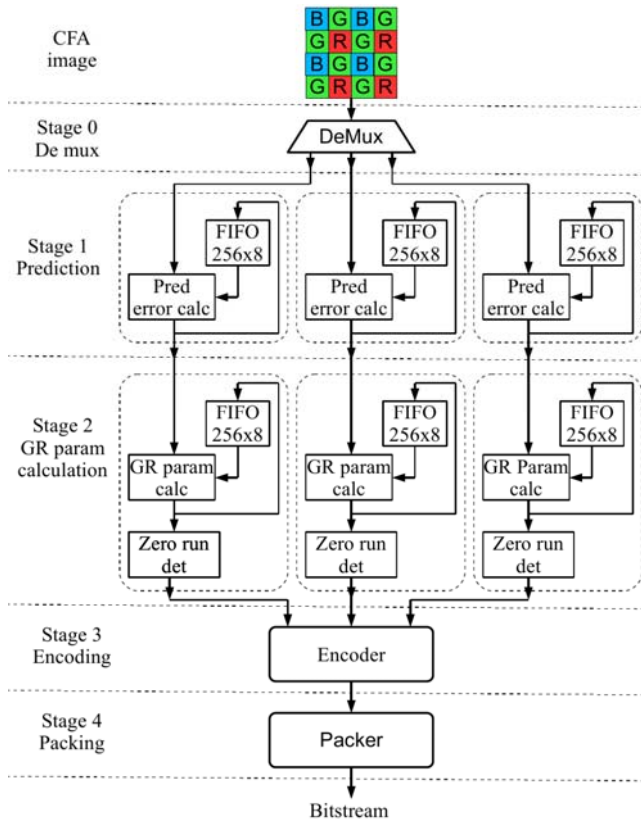 CFA
image
B G B G
G R G R
B G B G
G R G R
Stage 0
De mux
DeMux
Stage 1
Prediction
FIFO
256x8
Pred
error calc
FIFO
256x8
Pred
error calc
FIFO
256x8
Pred
error calc
Stage 2
GR param
calculation
FIFO
256x8
GR param
calc
Zero run
det
FIFO
256x8
GR param
calc
Zero run
det
FIFO
256x8
GR Param
calc
Zero run
det
Stage 3
Encoding
Encoder
Stage 4
Packing
Packer
Bitstream